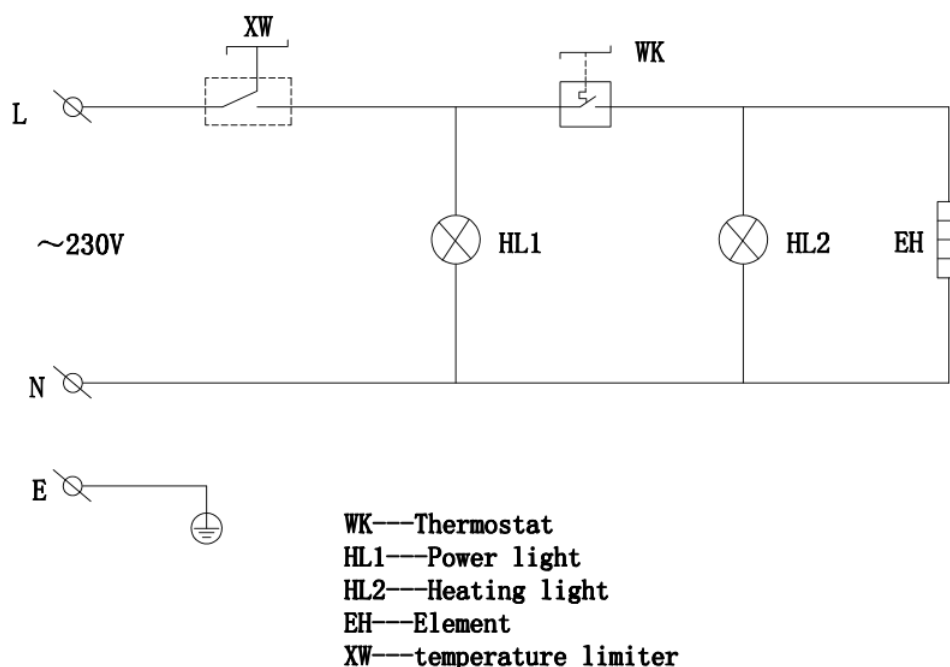 XW
WK
L
～230V
HL1
HL2
EH
N
E
WK---Thermostat
HL1---Power light
HL2---Heating light
EH---Element
XW---temperature limiter